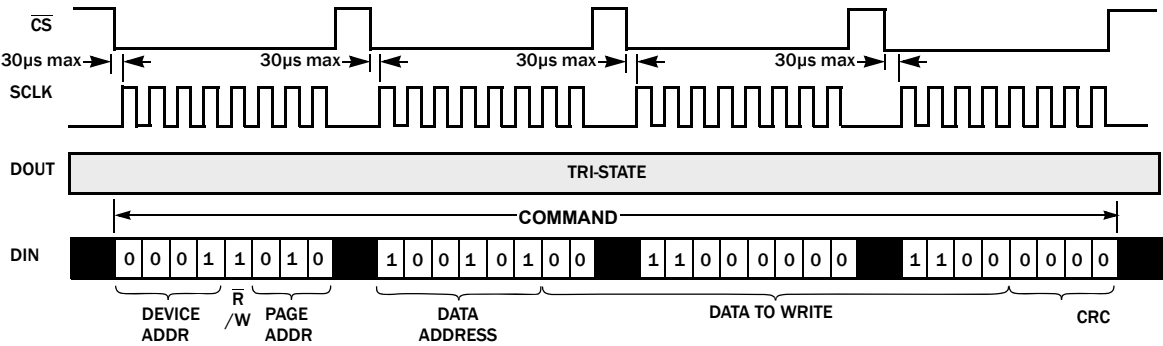 CS
30µs max 30µs max 30µs max 30µs max
SCLK
DOUT
TRI-STATE
COMMAND
DIN
0 0 0 1 1 0 1 0 1 0 0 1 0 1 0 0 1 1 0 0 0 0 0 0 1 1 0 0 0 0 0 0
DEVICE
ADDR
R
/W
PAGE
ADDR
DATA
ADDRESS
DATA TO WRITE
CRC